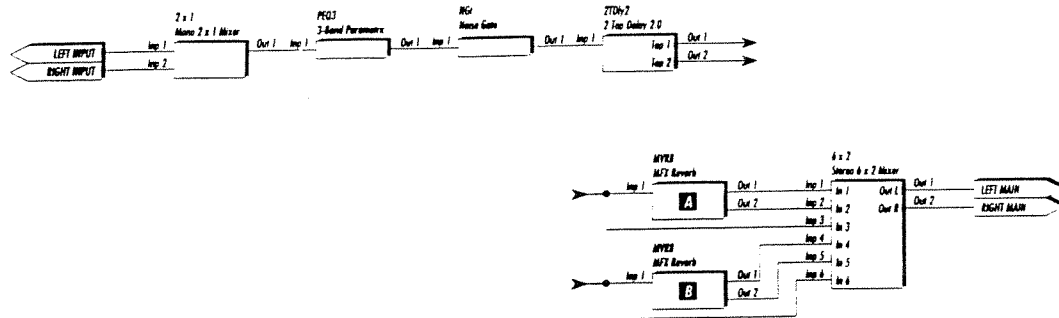 2 x 1
Mono 2 x 1 Mixer
LEFT INPUT
RIGHT INPUT
Inp 1
Inp 2
Out 1
PEQ3
3-Band Parametrx
Inp 1
Out 1
NGt
Noise Gate
Inp 1
Out 1
2TDly2
2 Tap Delay 2.0
Inp 1
Tap 1
Tap 2
Out 1
Out 2
MVRB
MFX Reverb
Inp 1
A
Out 1
Out 2
MVRB
MFX Reverb
Inp 1
B
Out 1
Out 2
6 x 2
Stereo 6 x 2 Mixer
Inp 1
Inp 2
Inp 3
Inp 4
Inp 5
Inp 6
In 1
In 2
In 3
In 4
In 5
In 6
Out L
Out R
Out 1
Out 2
LEFT MAIN
RIGHT MAIN